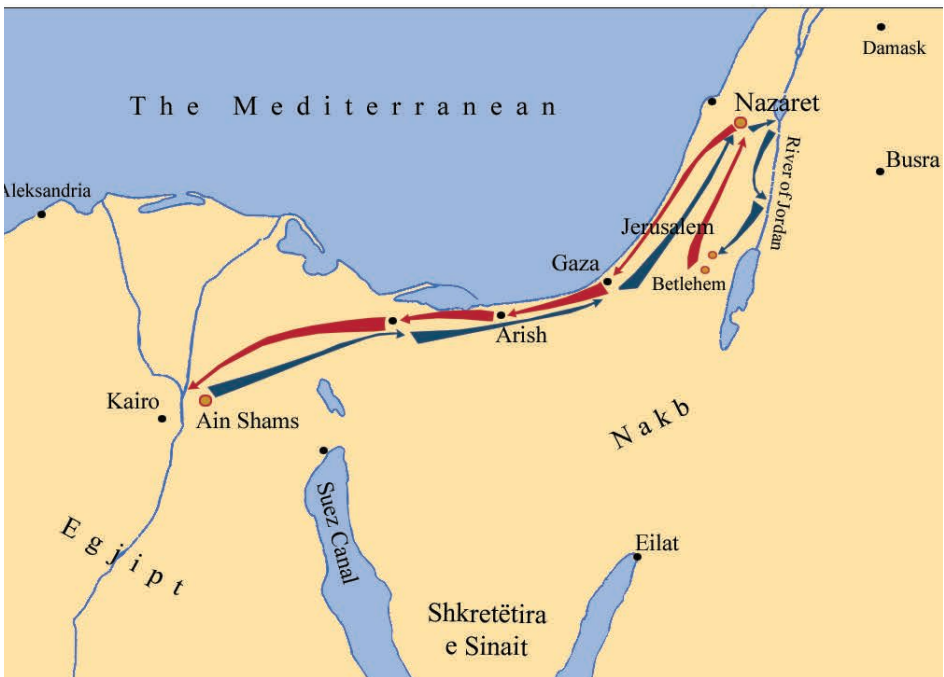 Damask
The Mediterranean
Nazaret
Busra
River of Jordan
Aleksandria
Jerusalem
Gaza
Betlehem
Arish
Kairo
Ain Shams
Nakb
Suez Canal
Egjipt
Eilat
Shkretëtira
e Sinait